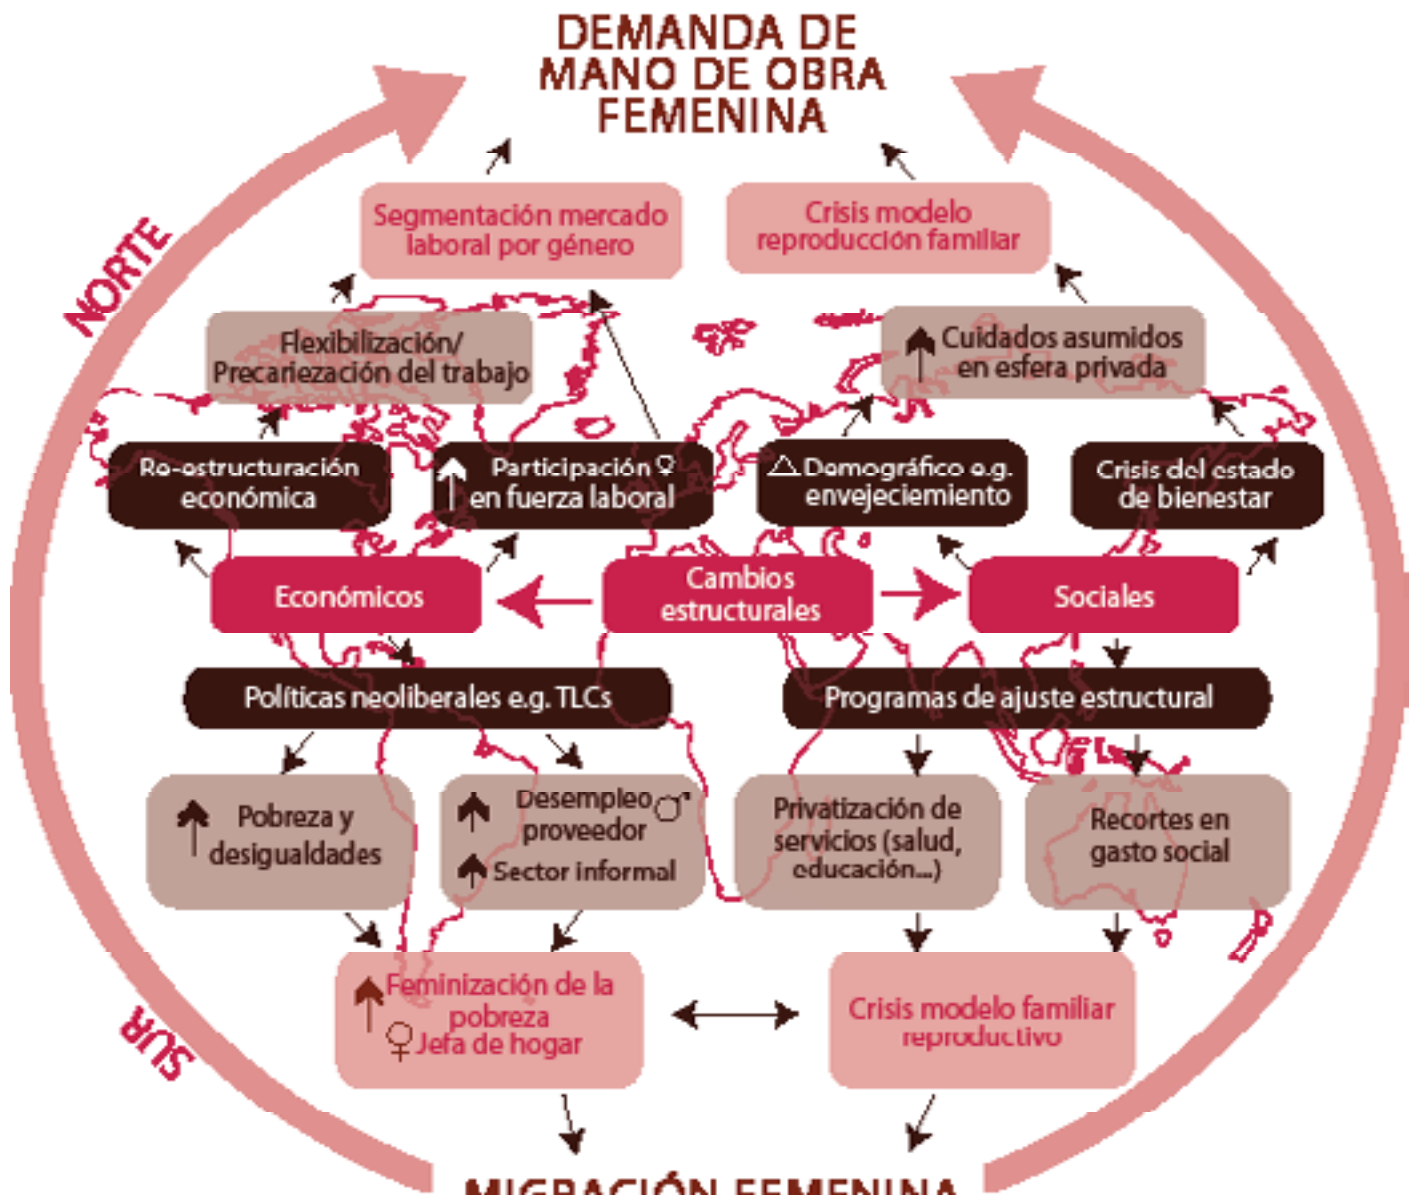 DEMANDA DE
MANO DE OBRA
FEMENINA
NORTE
Segmentación mercado
laboral por género
Crisis modelo
reproducción familiar
Flexibilización/
Precariezación del trabajo
Cuidados asumidos
en esfera privada
Re-estructuración
económica
Participación ♀
en fuerza laboral
△ Demográfico e.g.
envejeciemiento
Crisis del estado
de bienestar
Económicos
Cambios
estructurales
Sociales
Políticas neoliberales e.g. TLCs
Programas de ajuste estructural
Pobreza y
desigualdades
Desempleo ♂
proveedor
Sector informal
Privatización de
servicios (salud,
educación...)
Recortes en
gasto social
SUR
Feminización de la
pobreza
♀ Jefa de hogar
Crisis modelo familiar
reproductivo
MIGRACIÓN FEMENINA